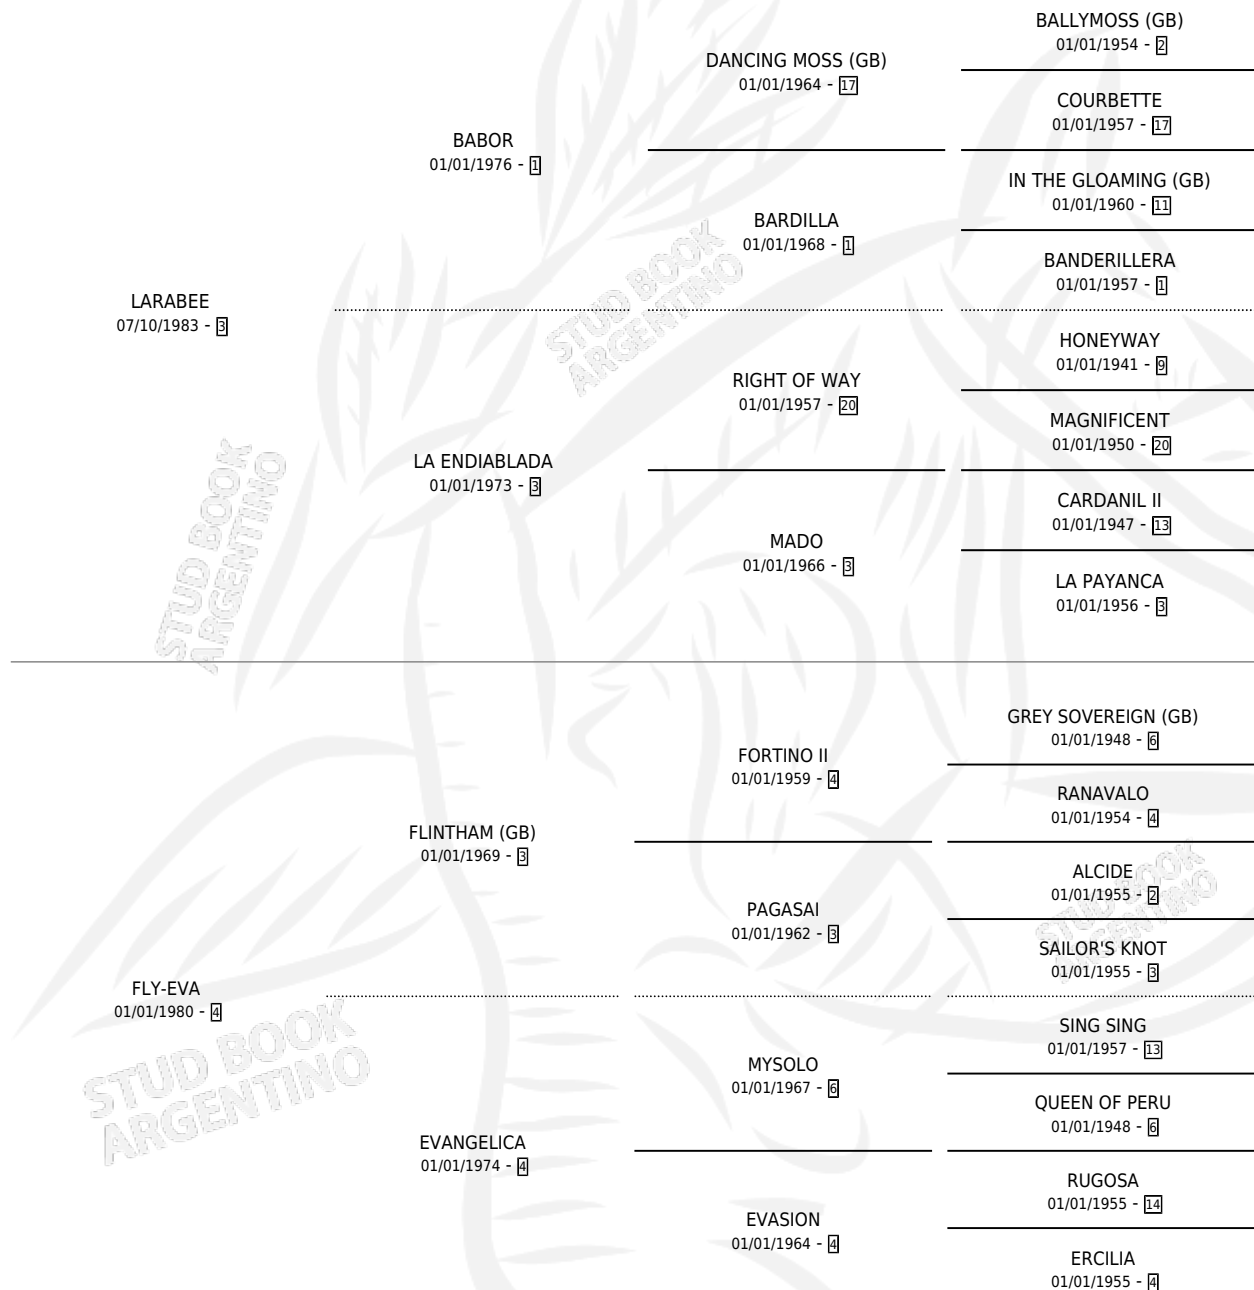 BALLYMOSS (GB)
01/01/1954 - 2
DANCING MOSS (GB)
01/01/1964 - 17
COURBETTE
01/01/1957 - 17
BABOR
01/01/1976 - 1
IN THE GLOAMING (GB)
01/01/1960 - 11
BARDILLA
01/01/1968 - 1
BANDERILLERA
01/01/1957 - 1
LARABEE
07/10/1983 - 3
HONEYWAY
01/01/1941 - 9
RIGHT OF WAY
01/01/1957 - 20
MAGNIFICENT
01/01/1950 - 20
LA ENDIABLADA
01/01/1973 - 3
CARDANIL II
01/01/1947 - 13
MADO
01/01/1966 - 3
LA PAYANCA
01/01/1956 - 3
GREY SOVEREIGN (GB)
01/01/1948 - 6
FORTINO II
01/01/1959 - 4
RANAVALO
01/01/1954 - 4
FLINTHAM (GB)
01/01/1969 - 3
ALCIDE
01/01/1955 - 2
PAGASAI
01/01/1962 - 3
SAILOR'S KNOT
01/01/1955 - 3
FLY-EVA
01/01/1980 - 4
SING SING
01/01/1957 - 13
MYSOLO
01/01/1967 - 6
QUEEN OF PERU
01/01/1948 - 6
EVANGELICA
01/01/1974 - 4
RUGOSA
01/01/1955 - 14
EVASION
01/01/1964 - 4
ERCILIA
01/01/1955 - 4
STUD BOOK
ARGENTINO
STUD BOOK
ARGENTINO
STUD BOOK
ARGENTINO
STUD BOOK
ARGENTINO